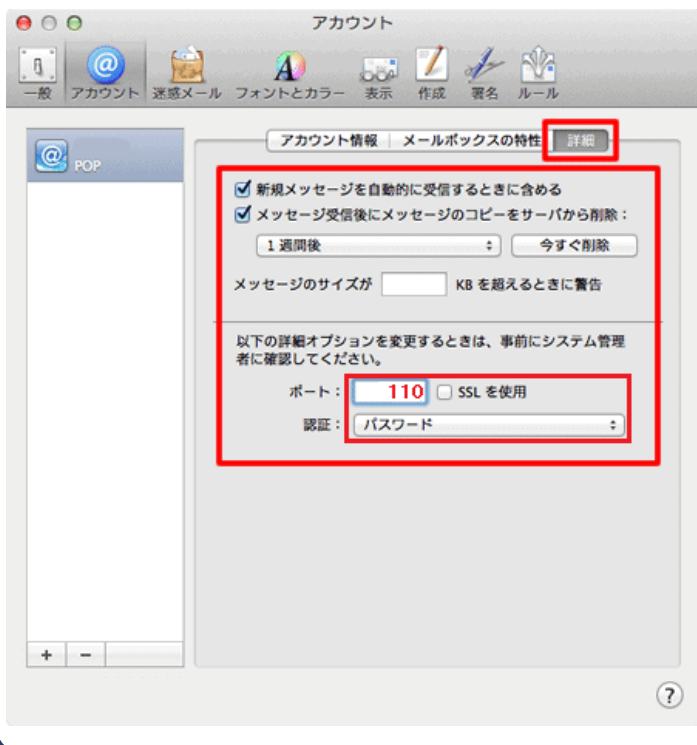 アカウント
一般 アカウント 迷惑メール フォントとカラー 表示 作成 署名 ルール
アカウント情報 メールボックスの特性 詳細
POP
新規メッセージを自動的に受信するときに含める
メッセージ受信後にメッセージのコピーをサーバから削除：
1 週間後 今すぐ削除
メッセージのサイズが KB を超えるときに警告
以下の詳細オプションを変更するときは、事前にシステム管理
者に確認してください。
ポート： 110 SSL を使用
認証： パスワード
+ −
?